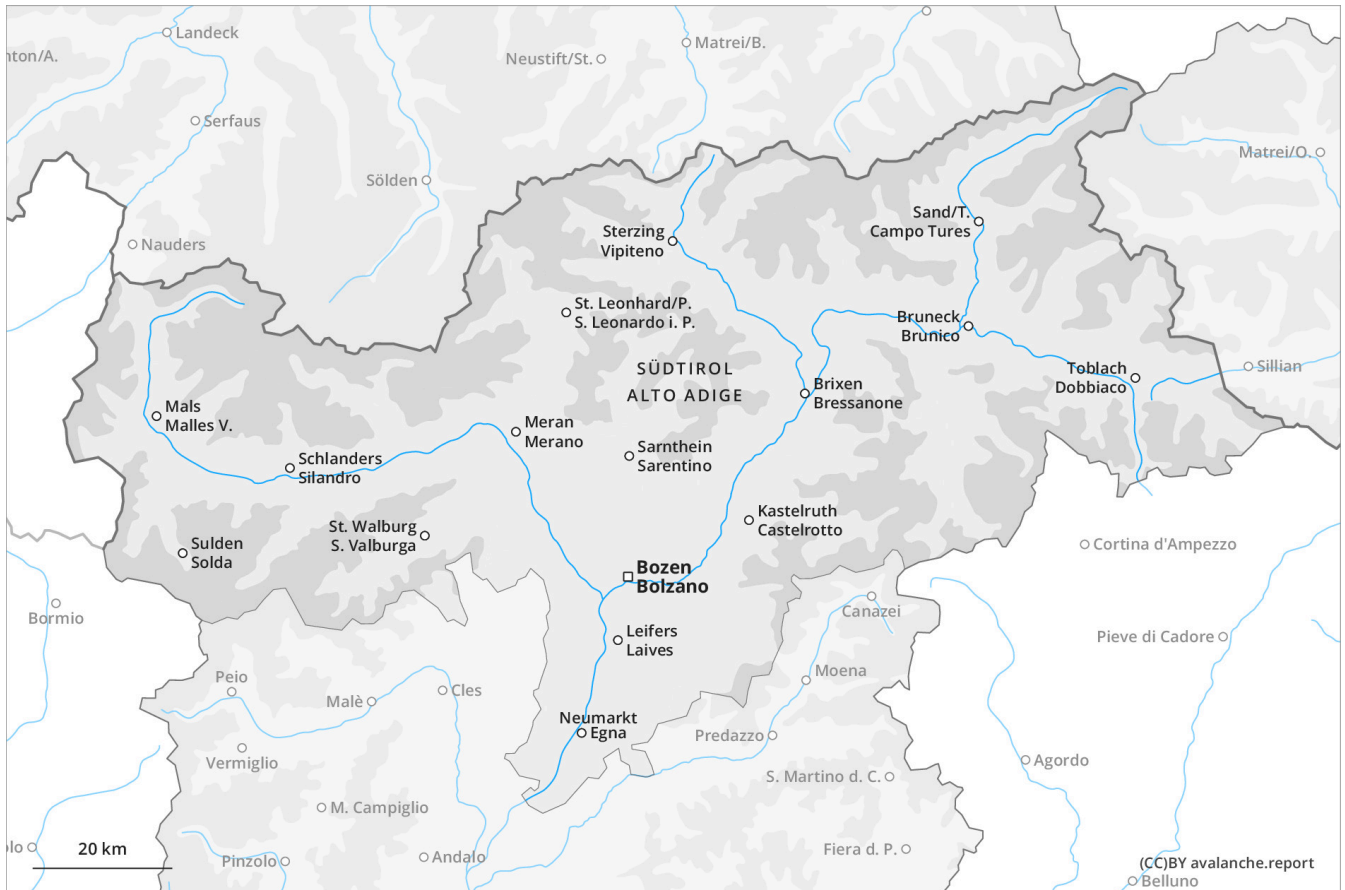 Landeck
Matrei/B.
nton/A.
Neustift/St.
Serfaus
Matrei/O.
Sölden
Sand/T.
Campo Tures
Sterzing
Vipiteno
Nauders
St. Leonhard/P.
S. Leonardo i. P.
Bruneck
Brunico
SÜDTIROL
ALTO ADIGE
Toblach
Dobbiaco
Sillian
Brixen
Bressanone
Mals
Malles V.
Meran
Merano
Sarnthein
Sarentino
Schlanders
Silandro
Kastelruth
Castelrotto
St. Walburg
S. Valburga
Sulden
Solda
Cortina d'Ampezzo
Bozen
Bolzano
Bormio
Canazei
Leifers
Laives
Pieve di Cadore
Peio
Malè
Cles
Moena
Neumarkt
Egna
Predazzo
Vermiglio
Agordo
S. Martino d. C.
M. Campiglio
lo
20 km
Pinzolo
Andalo
Fiera d. P.
(CC)BY avalanche.report
Belluno